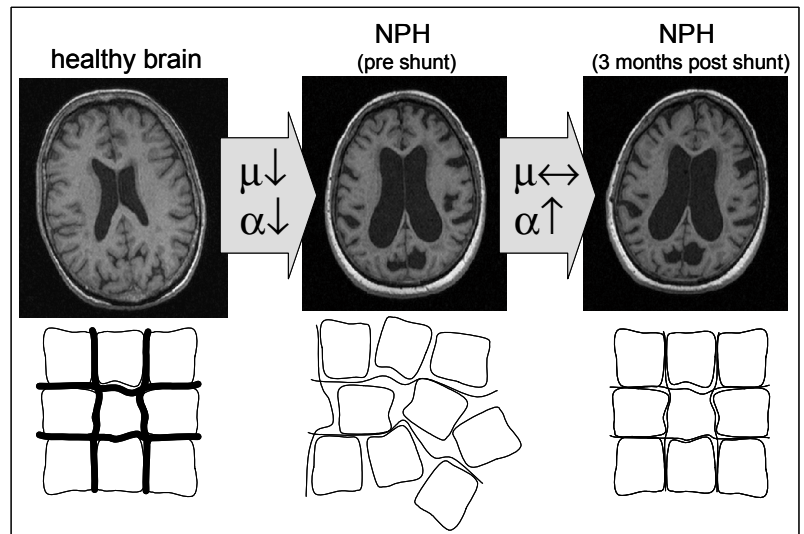 healthy brain
NPH
(pre shunt)
NPH
(3 months post shunt)
μ↓
α↓
μ↔
α↑